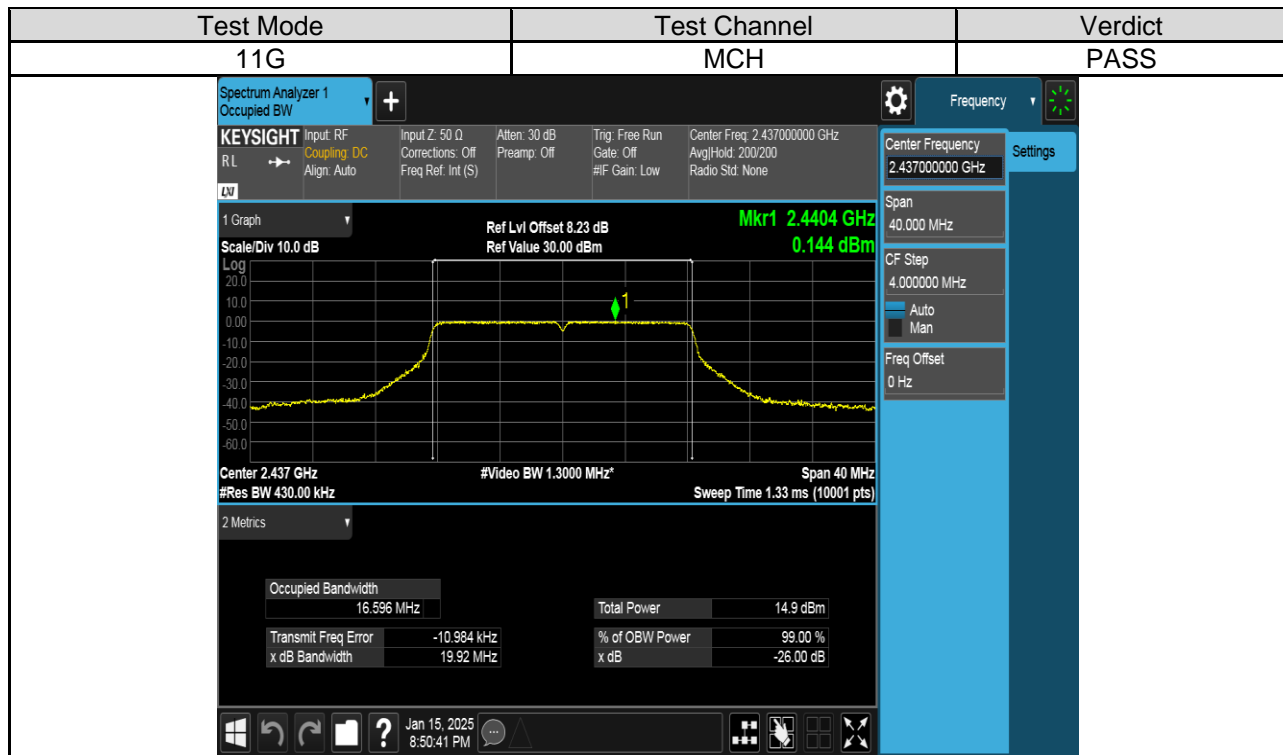 Test Mode Test Channel Verdict
11G MCH PASS
Spectrum Analyzer 1
Occupied BW
+
Frequency
KEYSIGHT
RL
LXI
Input: RF
Coupling: DC
Align: Auto
Input Z: 50 Ω
Corrections: Off
Freq Ref: Int (S)
Atten: 30 dB
Preamp: Off
Trig: Free Run
Gate: Off
#IF Gain: Low
Center Freq: 2.437000000 GHz
Avg|Hold: 200/200
Radio Std: None
Center Frequency
2.437000000 GHz
Settings
Span
40.000 MHz
CF Step
4.000000 MHz
Auto
Man
Freq Offset
0 Hz
1 Graph
Scale/Div 10.0 dB
Ref Lvl Offset 8.23 dB
Ref Value 30.00 dBm
Mkr1 2.4404 GHz
0.144 dBm
Log
20.0
10.0
0.00
-10.0
-20.0
-30.0
-40.0
-50.0
-60.0
1
Center 2.437 GHz
#Res BW 430.00 kHz
#Video BW 1.3000 MHz*
Span 40 MHz
Sweep Time 1.33 ms (10001 pts)
2 Metrics
Occupied Bandwidth
16.596 MHz
Total Power 14.9 dBm
Transmit Freq Error -10.984 kHz
% of OBW Power 99.00 %
x dB Bandwidth 19.92 MHz
x dB -26.00 dB
?
Jan 15, 2025
8:50:41 PM